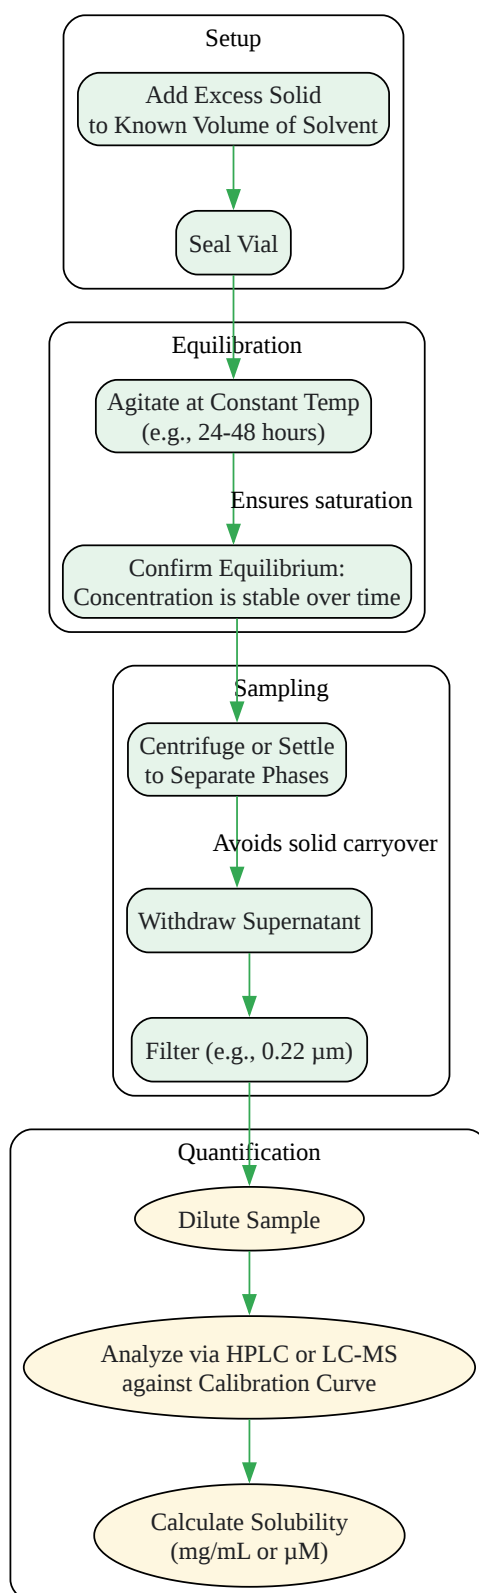 Setup
Add Excess Solid
to Known Volume of Solvent
Seal Vial
Equilibration
Agitate at Constant Temp
(e.g., 24-48 hours)
Ensures saturation
Confirm Equilibrium:
Concentration is stable over time
Sampling
Centrifuge or Settle
to Separate Phases
Avoids solid carryover
Withdraw Supernatant
Filter (e.g., 0.22 µm)
Quantification
Dilute Sample
Analyze via HPLC or LC-MS
against Calibration Curve
Calculate Solubility
(mg/mL or µM)